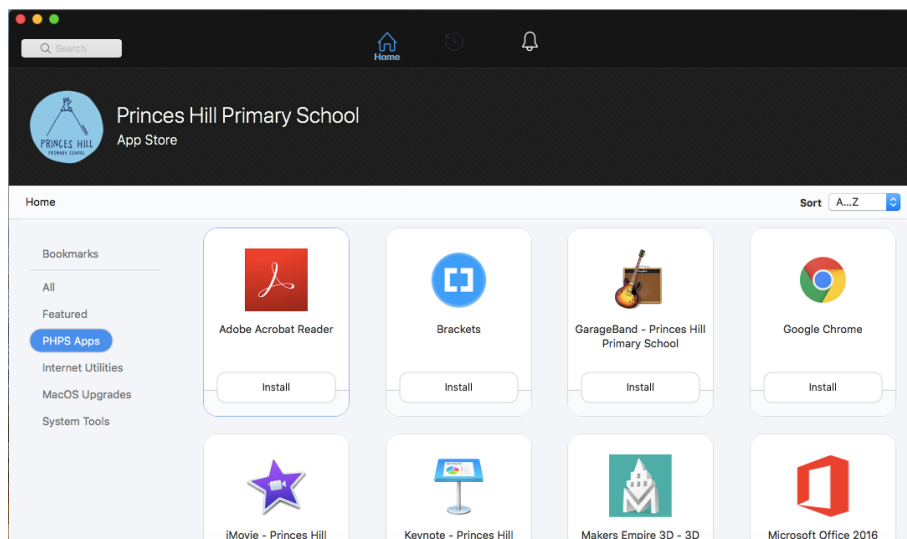 Search
Home
PRINCES HILL
PRIMARY SCHOOL
Princes Hill Primary School
App Store
Home
Sort A...Z
Bookmarks
All
Featured
PHPS Apps
Internet Utilities
MacOS Upgrades
System Tools
Adobe Acrobat Reader
Install
Brackets
Install
GarageBand - Princes Hill
Primary School
Install
Google Chrome
Install
iMovie - Princes Hill
Keynote - Princes Hill
Makers Empire 3D - 3D
Microsoft Office 2016